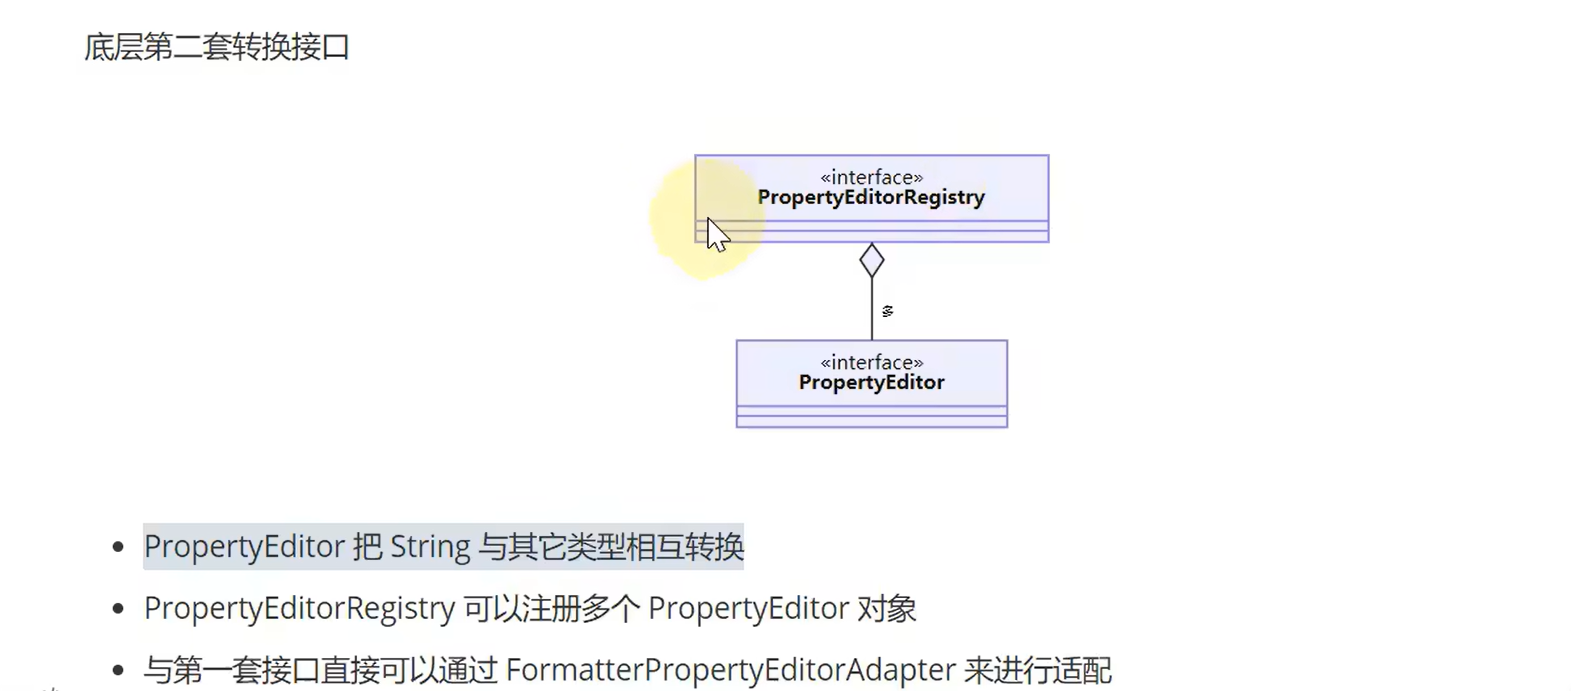 底层第二套转换接口
«interface»
PropertyEditorRegistry
多
«interface»
PropertyEditor
PropertyEditor 把 String 与其它类型相互转换
PropertyEditorRegistry 可以注册多个 PropertyEditor 对象
与第一套接口直接可以通过 FormatterPropertyEditorAdapter 来进行适配